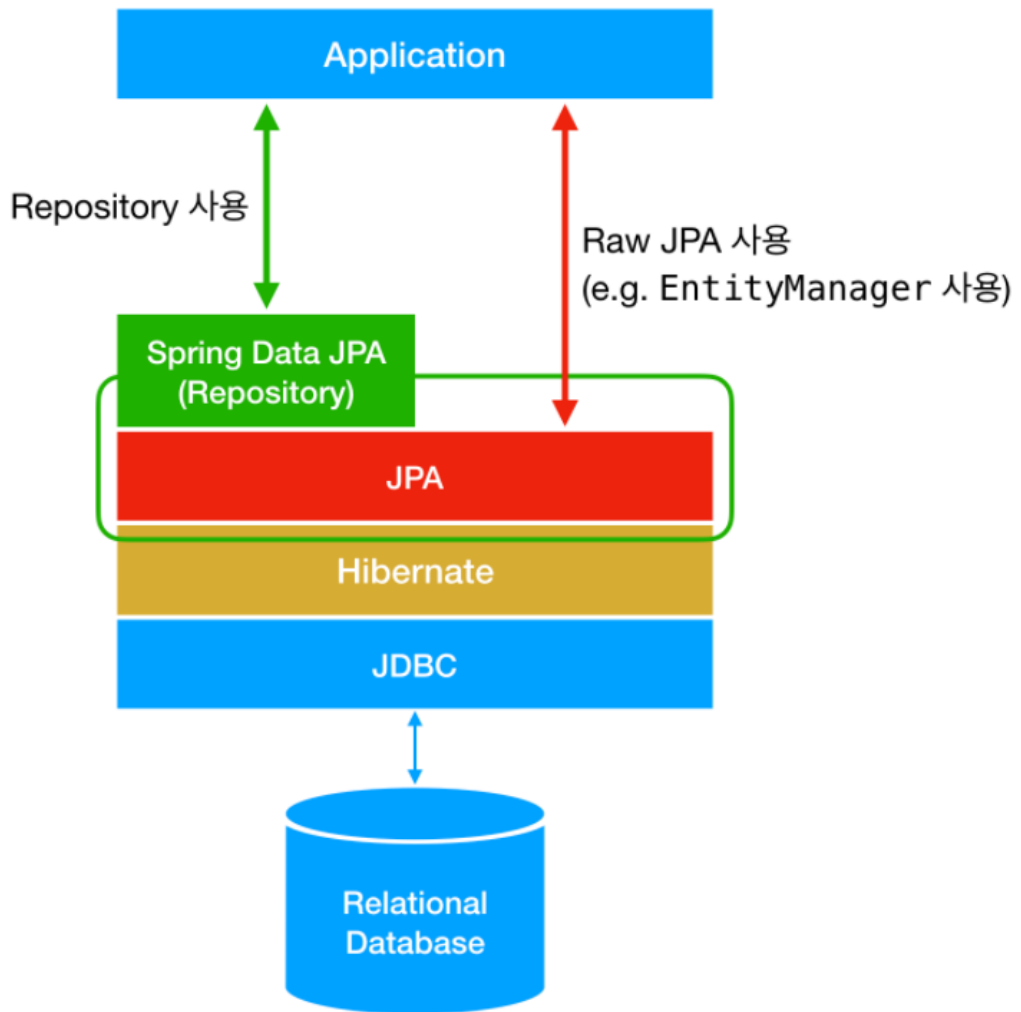 Application
Repository 사용
Raw JPA 사용
(e.g. EntityManager 사용)
Spring Data JPA
(Repository)
JPA
Hibernate
JDBC
Relational
Database